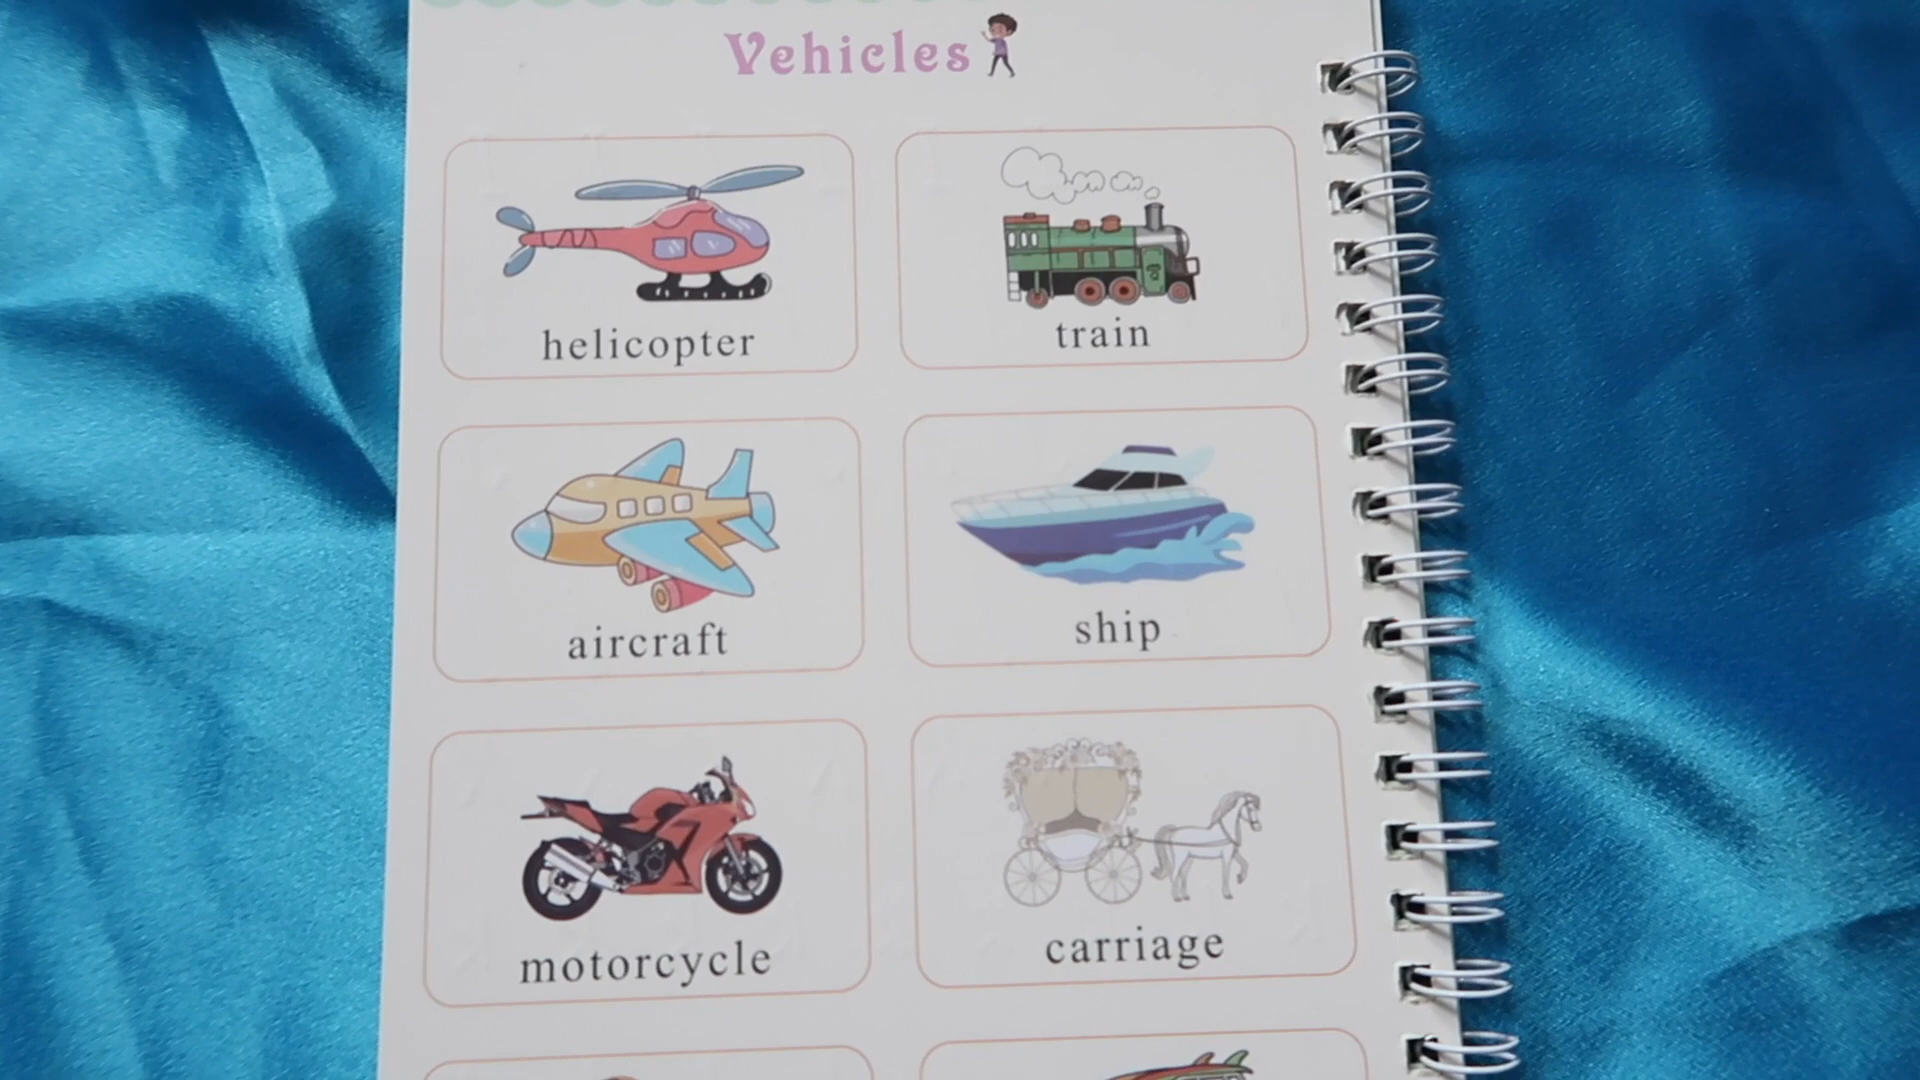 Vehicles
helicopter
train
aircraft
ship
motorcycle
carriage